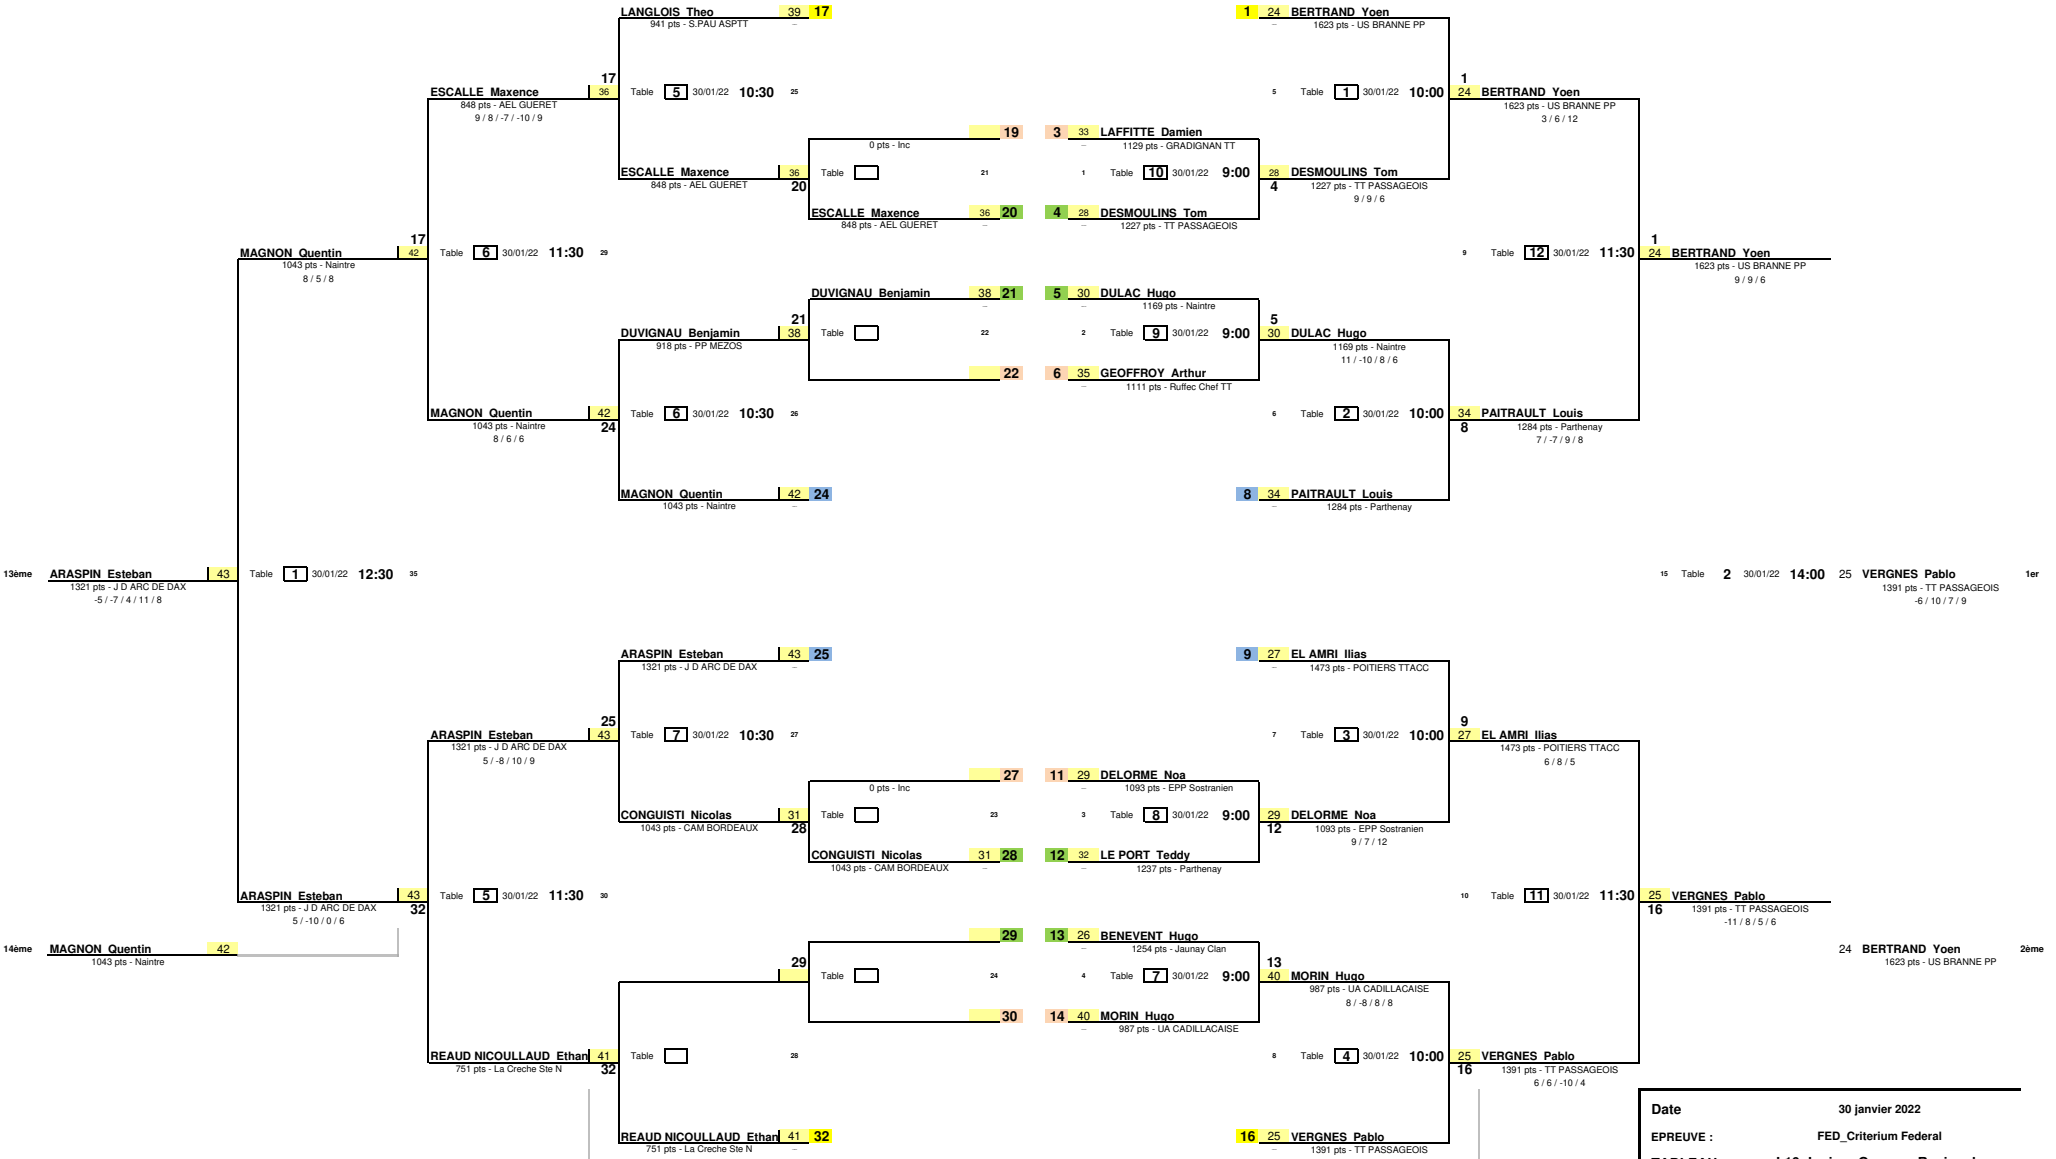 LANGLOIS Theo 39 17 1 24 BERTRAND Yoen
941 pts - S.PAU ASPTT – – 1623 pts - US BRANNE PP
17 1
ESCALLE Maxence 36 Table 5 30/01/22 10:30 25 5 Table 1 30/01/22 10:00 24 BERTRAND Yoen
848 pts - AEL GUERET 1623 pts - US BRANNE PP
9 / 8 / -7 / -10 / 9 3 / 6 / 12
19 3 33 LAFFITTE Damien
0 pts - Inc – 1129 pts - GRADIGNAN TT
ESCALLE Maxence 36 Table 21 1 Table 10 30/01/22 9:00 28 DESMOULINS Tom
848 pts - AEL GUERET 20 4 1227 pts - TT PASSAGEOIS
9 / 9 / 6
ESCALLE Maxence 36 20 4 28 DESMOULINS Tom
848 pts - AEL GUERET – – 1227 pts - TT PASSAGEOIS
17 1
MAGNON Quentin 42 Table 6 30/01/22 11:30 29 9 Table 12 30/01/22 11:30 24 BERTRAND Yoen
1043 pts - Naintre 1623 pts - US BRANNE PP
8 / 5 / 8 9 / 9 / 6
DUVIGNAU Benjamin 38 21 5 30 DULAC Hugo
– – 1169 pts - Naintre
21 5
DUVIGNAU Benjamin 38 Table 22 2 Table 9 30/01/22 9:00 30 DULAC Hugo
918 pts - PP MEZOS 1169 pts - Naintre
11 / -10 / 8 / 6
22 6 35 GEOFFROY Arthur
– 1111 pts - Ruffec Chef TT
MAGNON Quentin 42 Table 6 30/01/22 10:30 26 6 Table 2 30/01/22 10:00 34 PAITRAULT Louis
1043 pts - Naintre 24 8 1284 pts - Parthenay
8 / 6 / 6 7 / -7 / 9 / 8
MAGNON Quentin 42 24 8 34 PAITRAULT Louis
1043 pts - Naintre – – 1284 pts - Parthenay
13ème ARASPIN Esteban 43 Table 1 30/01/22 12:30 35 15 Table 2 30/01/22 14:00 25 VERGNES Pablo 1er
1321 pts - J D ARC DE DAX 1391 pts - TT PASSAGEOIS
-5 / -7 / 4 / 11 / 8 -6 / 10 / 7 / 9
ARASPIN Esteban 43 25 9 27 EL AMRI Ilias
1321 pts - J D ARC DE DAX – – 1473 pts - POITIERS TTACC
25 9
ARASPIN Esteban 43 Table 7 30/01/22 10:30 27 7 Table 3 30/01/22 10:00 27 EL AMRI Ilias
1321 pts - J D ARC DE DAX 1473 pts - POITIERS TTACC
5 / -8 / 10 / 9 6 / 8 / 5
27 11 29 DELORME Noa
0 pts - Inc – 1093 pts - EPP Sostranien
CONGUISTI Nicolas 31 Table 23 3 Table 8 30/01/22 9:00 29 DELORME Noa
1043 pts - CAM BORDEAUX 28 12 1093 pts - EPP Sostranien
9 / 7 / 12
CONGUISTI Nicolas 31 28 12 32 LE PORT Teddy
1043 pts - CAM BORDEAUX – – 1237 pts - Parthenay
ARASPIN Esteban 43 Table 5 30/01/22 11:30 30 10 Table 11 30/01/22 11:30 25 VERGNES Pablo
1321 pts - J D ARC DE DAX 32 16 1391 pts - TT PASSAGEOIS
5 / -10 / 0 / 6 -11 / 8 / 5 / 6
29 13 26 BENEVENT Hugo
14ème MAGNON Quentin 42 – 1254 pts - Jaunay Clan 24 BERTRAND Yoen 2ème
1043 pts - Naintre 29 13 1623 pts - US BRANNE PP
Table 24 4 Table 7 30/01/22 9:00 40 MORIN Hugo
987 pts - UA CADILLACAISE
8 / -8 / 8 / 8
30 14 40 MORIN Hugo
– 987 pts - UA CADILLACAISE
REAUD NICOULLAUD Ethan 41 Table 28 8 Table 4 30/01/22 10:00 25 VERGNES Pablo
751 pts - La Creche Ste N 32 16 1391 pts - TT PASSAGEOIS
6 / 6 / -10 / 4
Date 30 janvier 2022
REAUD NICOULLAUD Ethan 41 32 16 25 VERGNES Pablo EPREUVE : FED_Criterium Federal
751 pts - La Creche Ste N – – 1391 pts - TT PASSAGEOIS